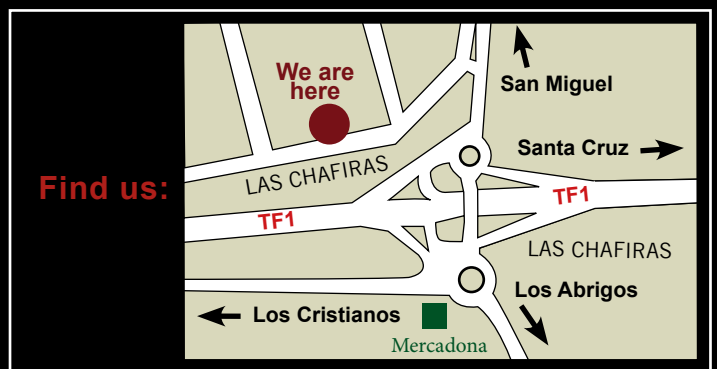 Find us:
We are
here
San Miguel
Santa Cruz
LAS CHAFIRAS
TF1
TF1
LAS CHAFIRAS
Los Abrigos
Los Cristianos
Mercadona